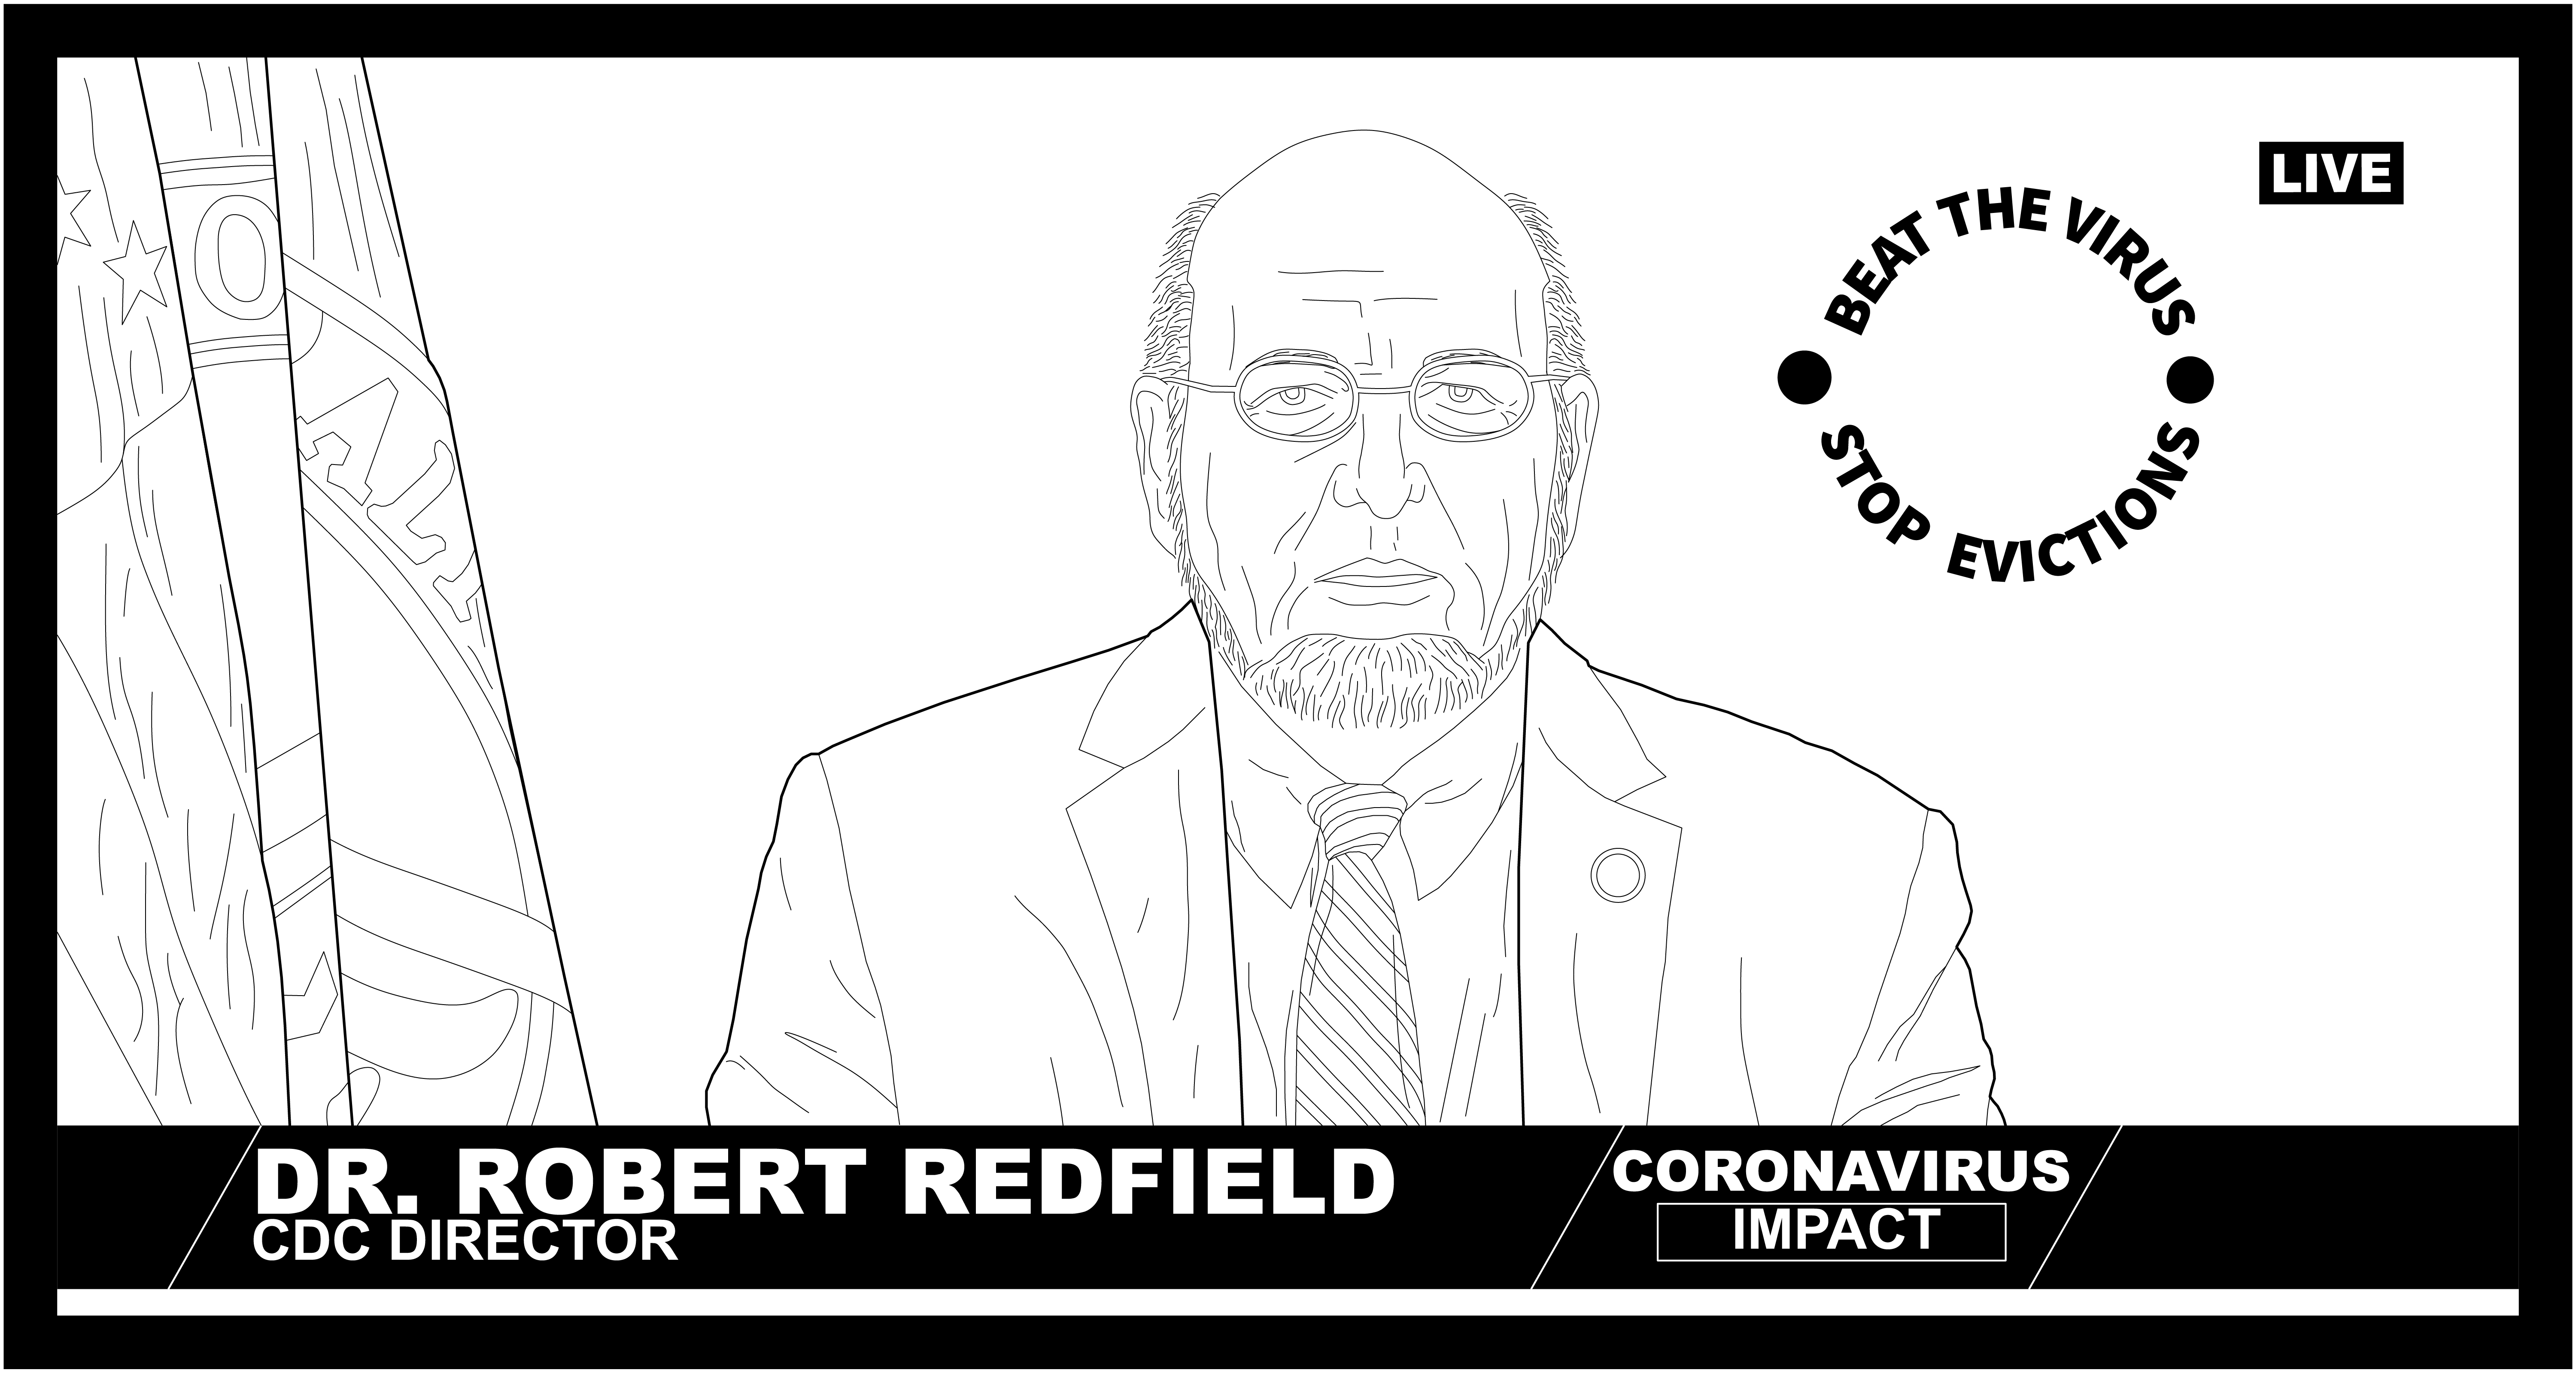 LIVE
BEAT THE VIRUS
STOP EVICTIONS
DR. ROBERT REDFIELD
CDC DIRECTOR
CORONAVIRUS
IMPACT